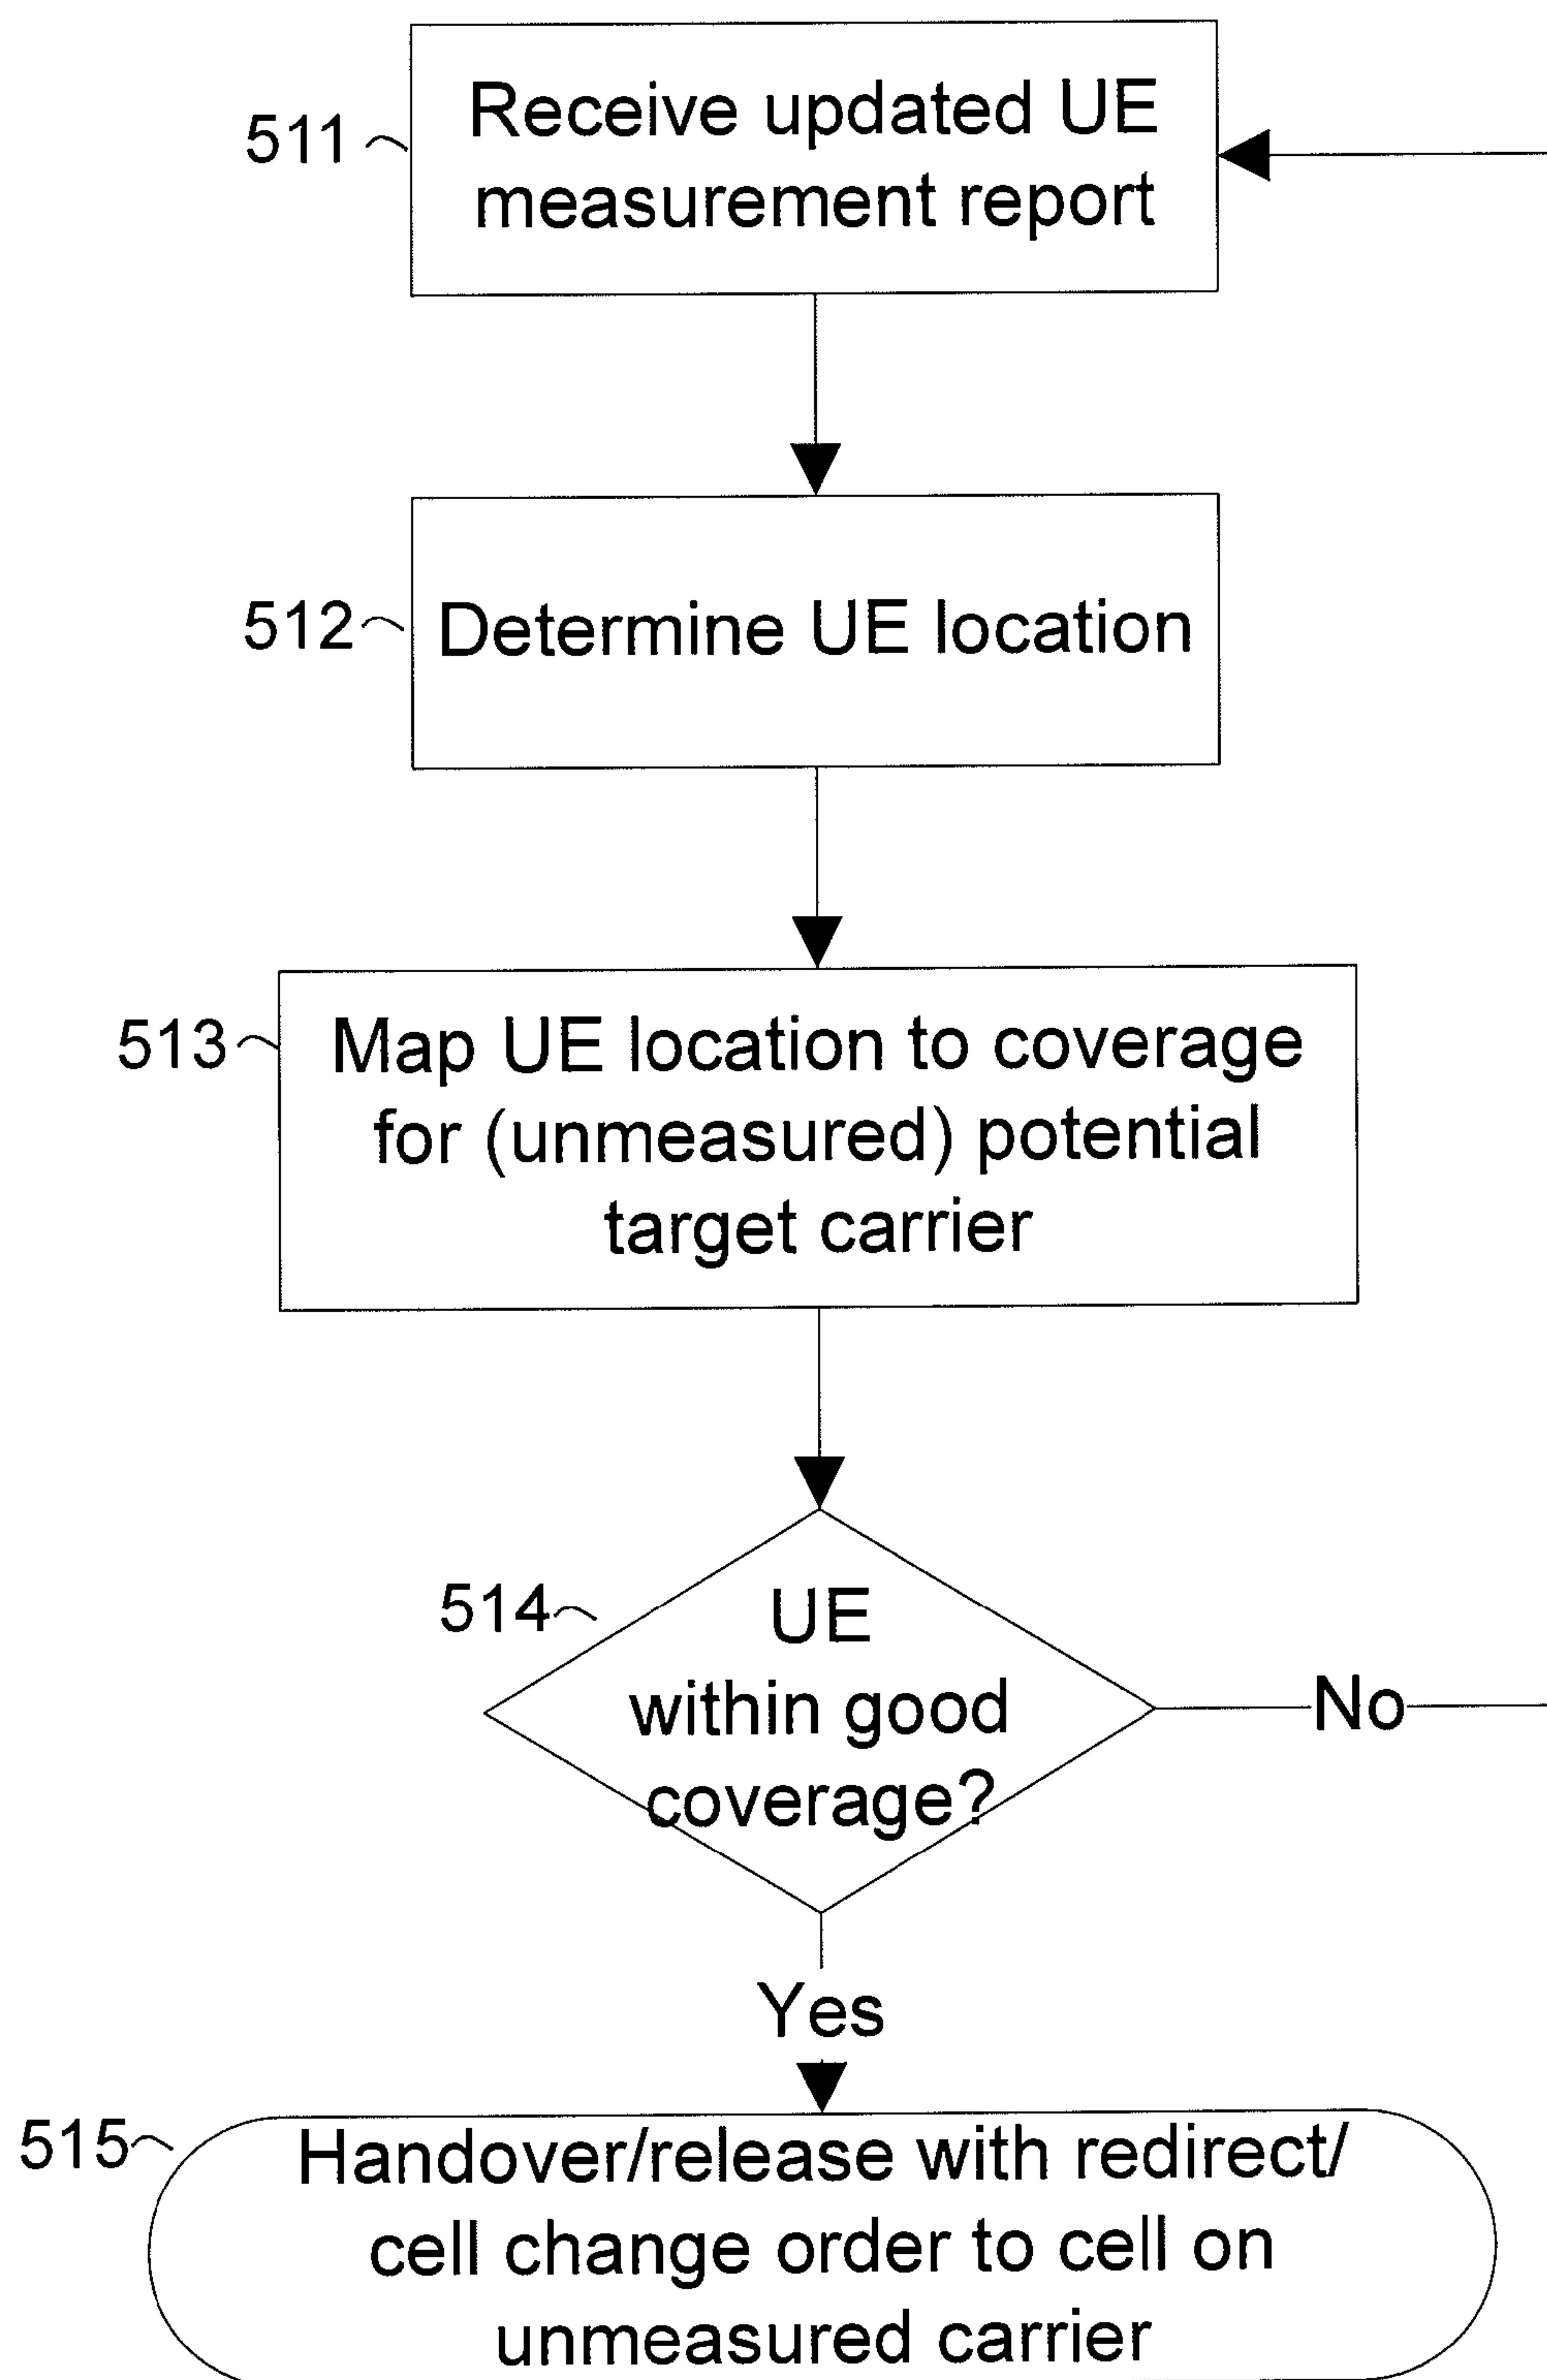 511
Receive updated UE
measurement report
512
Determine UE location
513
Map UE location to coverage
for (unmeasured) potential
target carrier
514
UE
within good
coverage?
No
Yes
515
Handover/release with redirect/
cell change order to cell on
unmeasured carrier